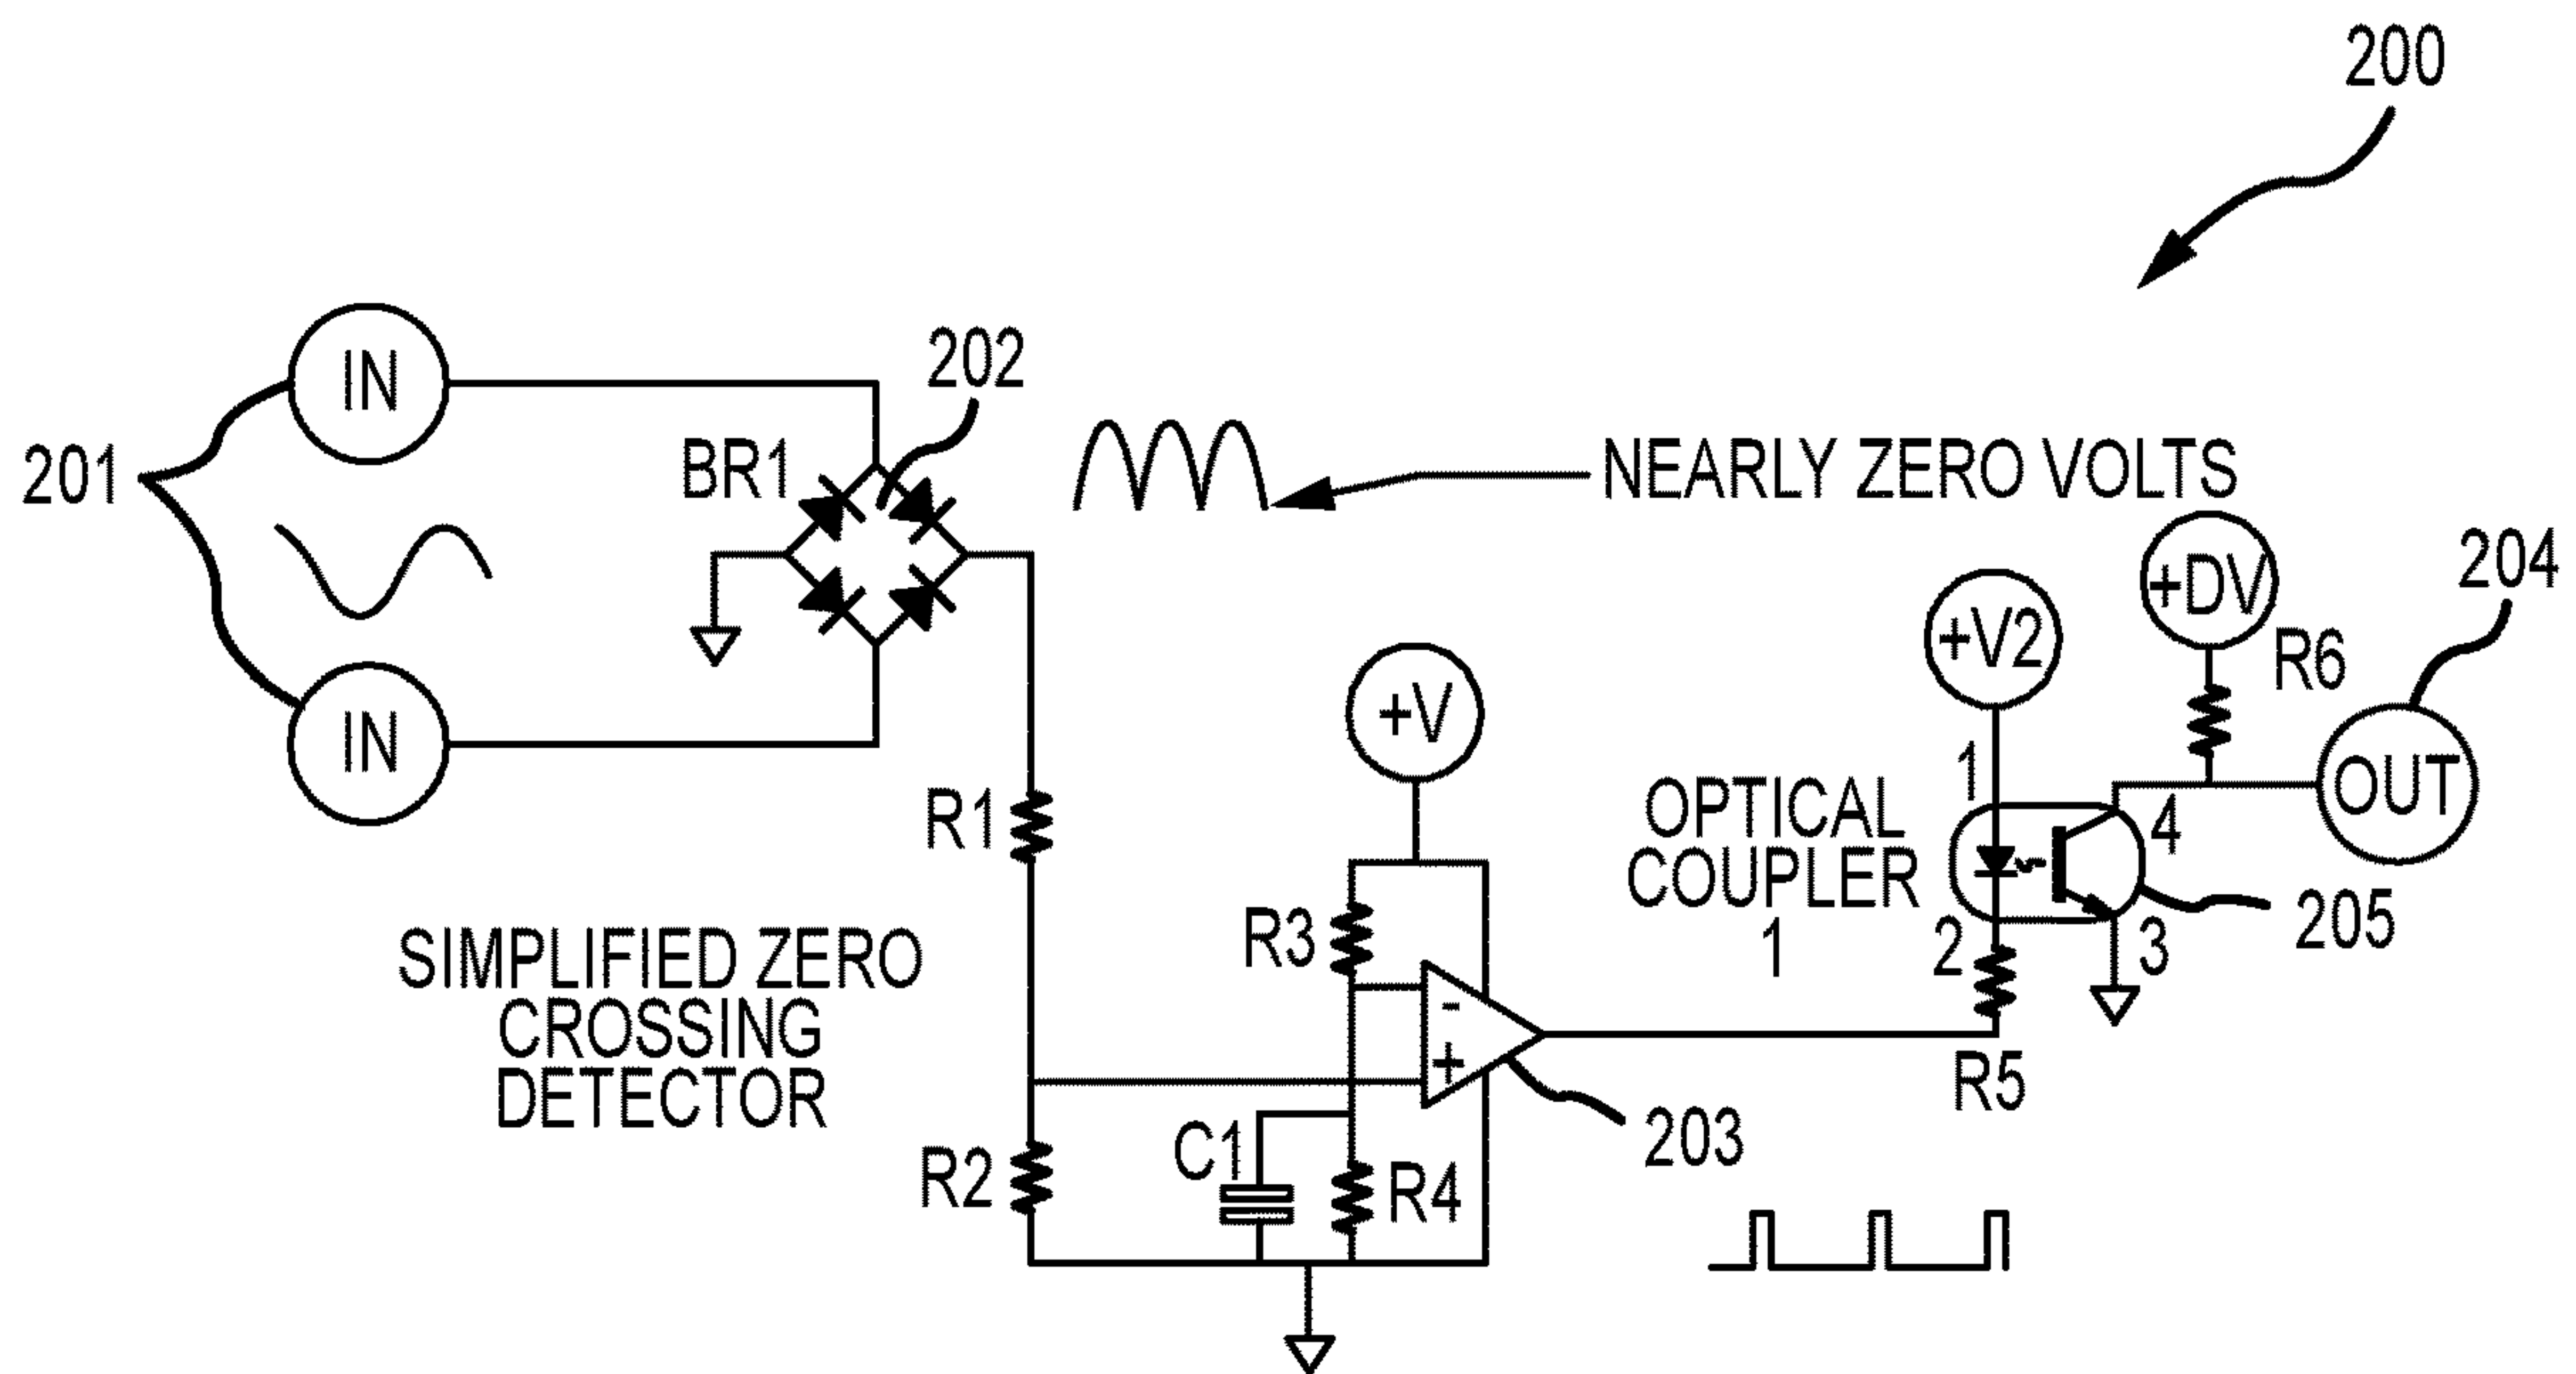 200
IN
202
201
BR1
NEARLY ZERO VOLTS
+DV
204
+V2
R6
IN
+V
R1
OPTICAL
COUPLER
1
1
4
OUT
R3
SIMPLIFIED ZERO
CROSSING
DETECTOR
2
3
205
-
+
R5
C1
203
R2
R4